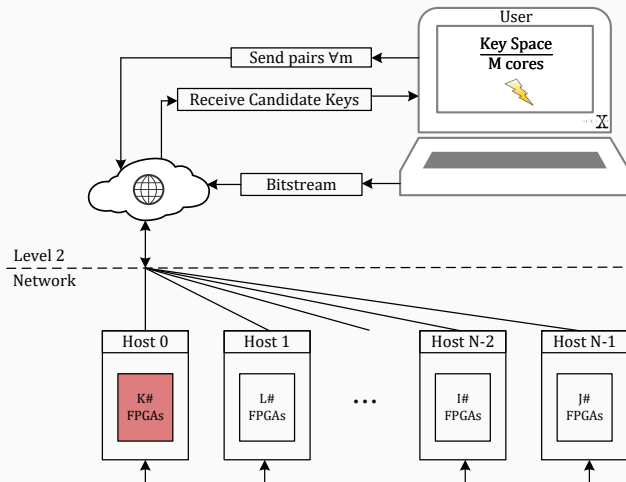 User
Send pairs ∀m
Key Space
M cores
Receive Candidate Keys
X
Bitstream
Level 2
Network
Host 0
Host 1
Host N-2
Host N-1
K#
FPGAs
L#
FPGAs
...
I#
FPGAs
J#
FPGAs